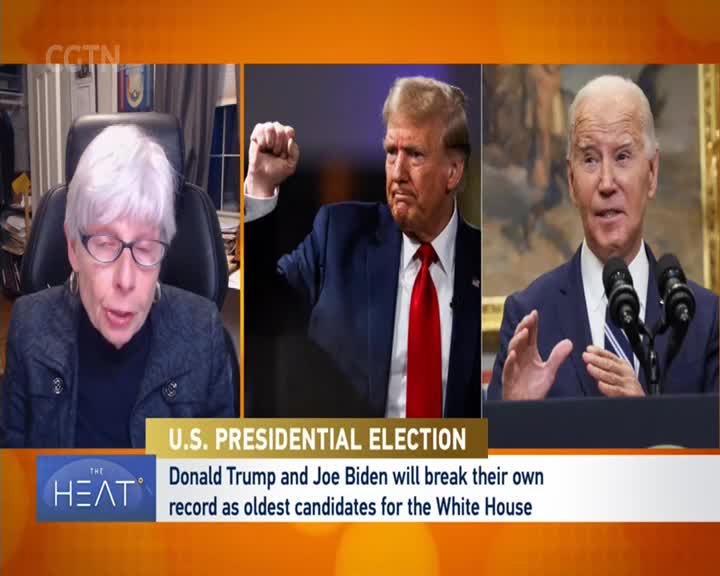 CGTN
U.S. PRESIDENTIAL ELECTION
THE
HEAT
Donald Trump and Joe Biden will break their own
record as oldest candidates for the White House